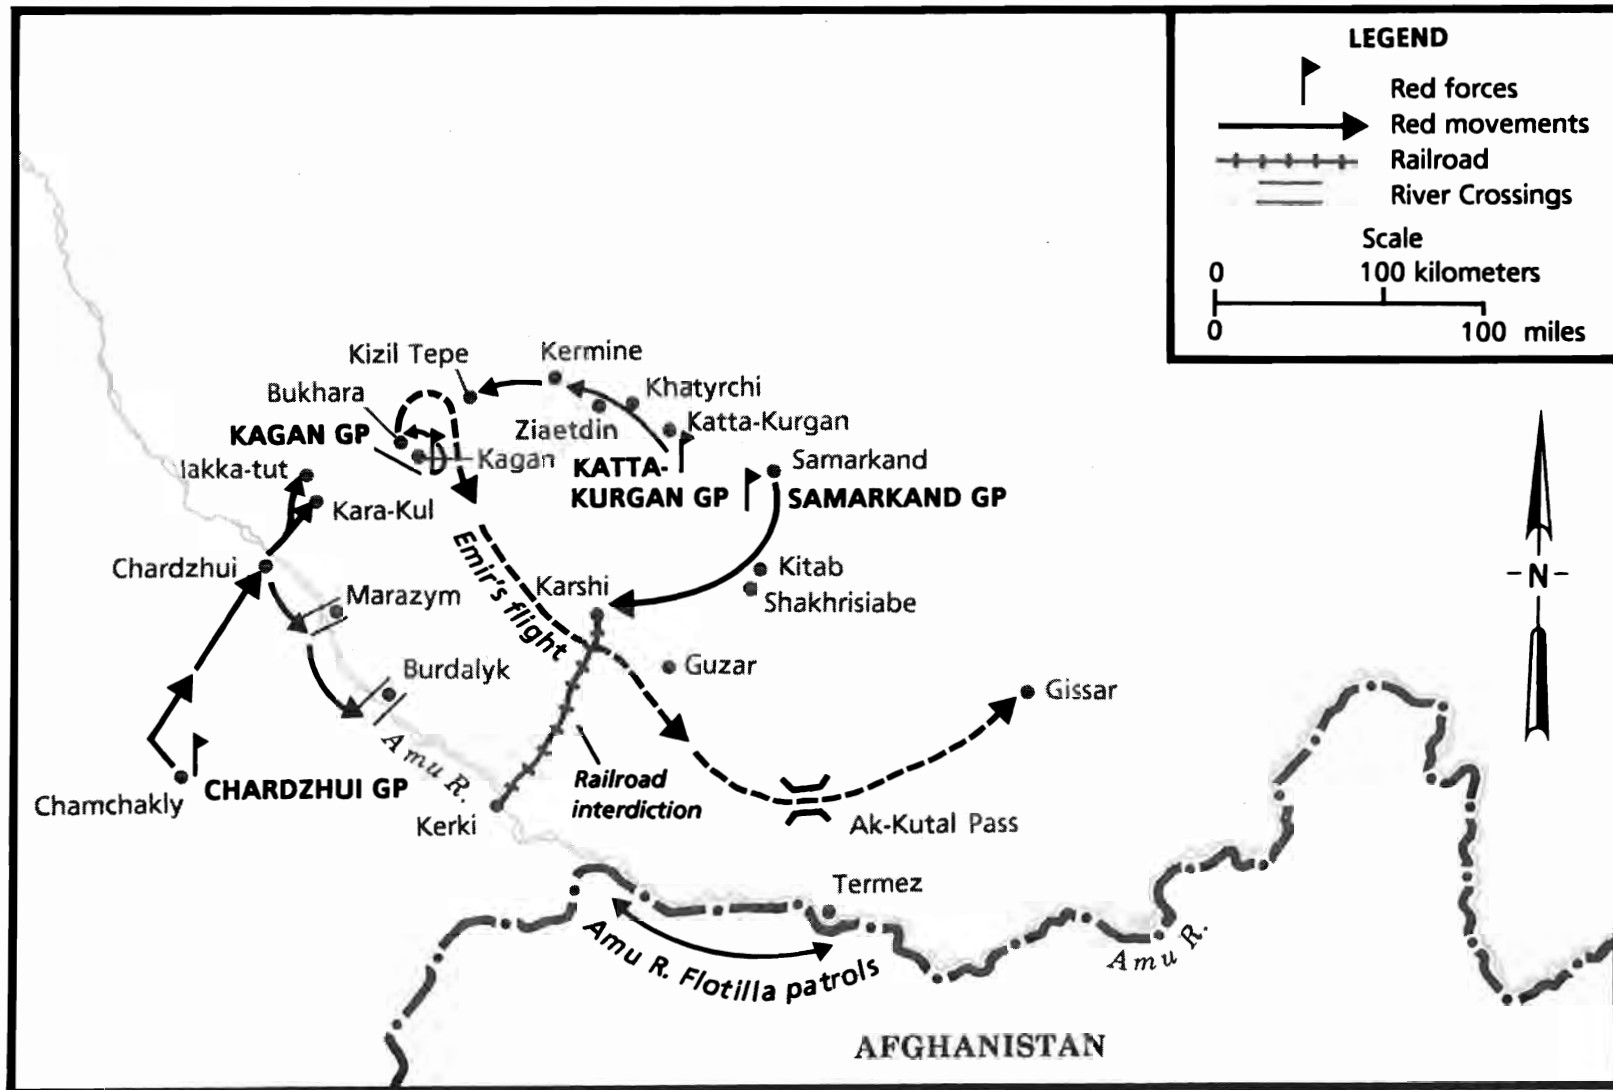 LEGEND
Red forces
Red movements
Railroad
River Crossings
Scale
0 100 kilometers
0 100 miles
Kizil Tepe
Kermine
Bukhara
Khatyrchi
KAGAN GP
Ziaetdin
Katta-Kurgan
Iakka-tut
Kagan
KATTA-
KURGAN GP
Samarkand
SAMARKAND GP
Kara-Kul
Chardzhui
Emir's flight
Karshi
Kitab
Shakhrisiabe
Marazym
- N -
Burdalyk
Guzar
Gissar
Amu R.
Chamchakly
CHARDZHUI GP
Railroad
interdiction
Kerki
Ak-Kutal Pass
Termez
Amu R. Flotilla patrols
Amu R.
AFGHANISTAN